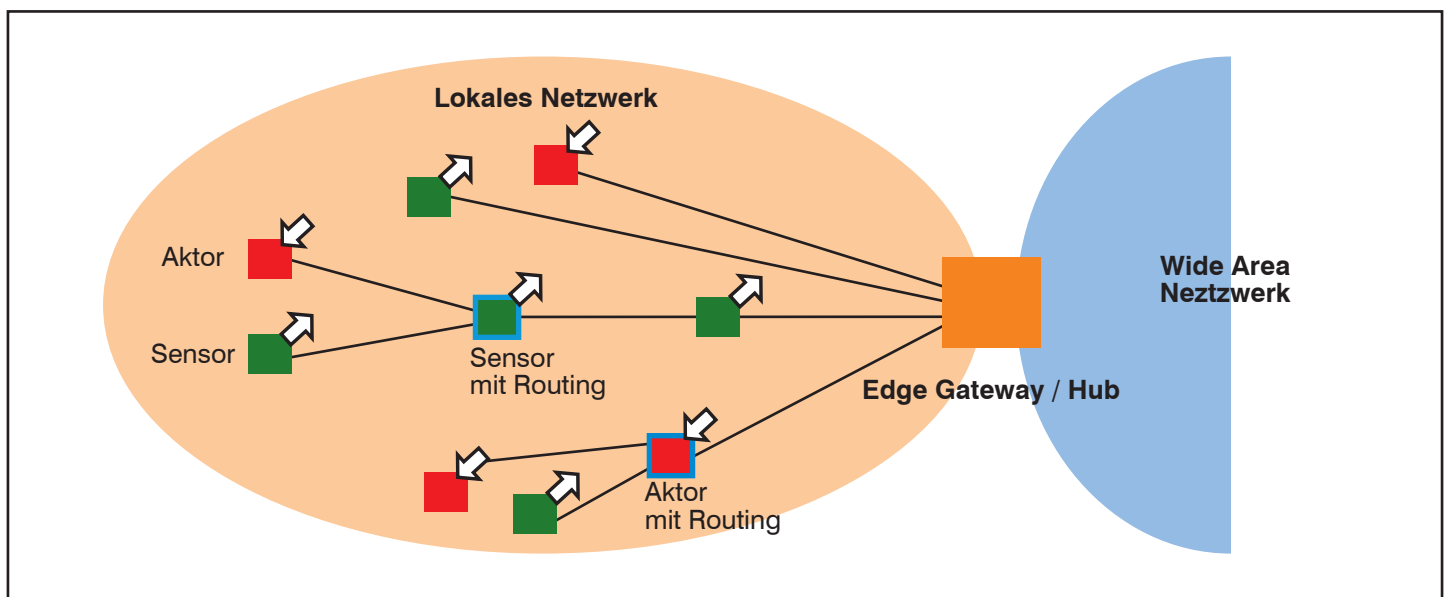 Lokales Netzwerk
Aktor
Sensor
Sensor
mit Routing
Aktor
mit Routing
Edge Gateway / Hub
Wide Area
Neztzwerk